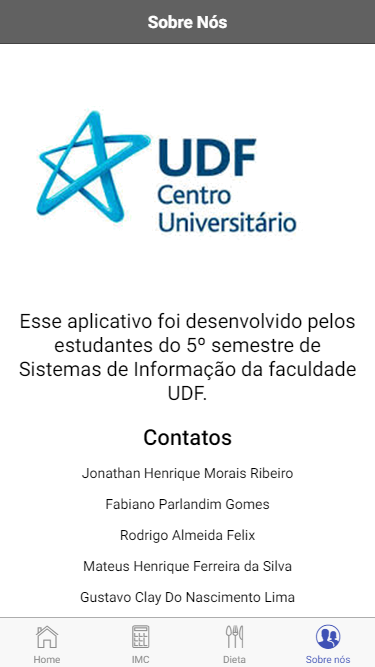 Sobre Nós
UDF
Centro
Universitário
Esse aplicativo foi desenvolvido pelos
estudantes do 5º semestre de
Sistemas de Informação da faculdade
UDF.
Contatos
Jonathan Henrique Morais Ribeiro
Fabiano Parlandim Gomes
Rodrigo Almeida Felix
Mateus Henrique Ferreira da Silva
Gustavo Clay Do Nascimento Lima
Home IMC Dieta Sobre nós